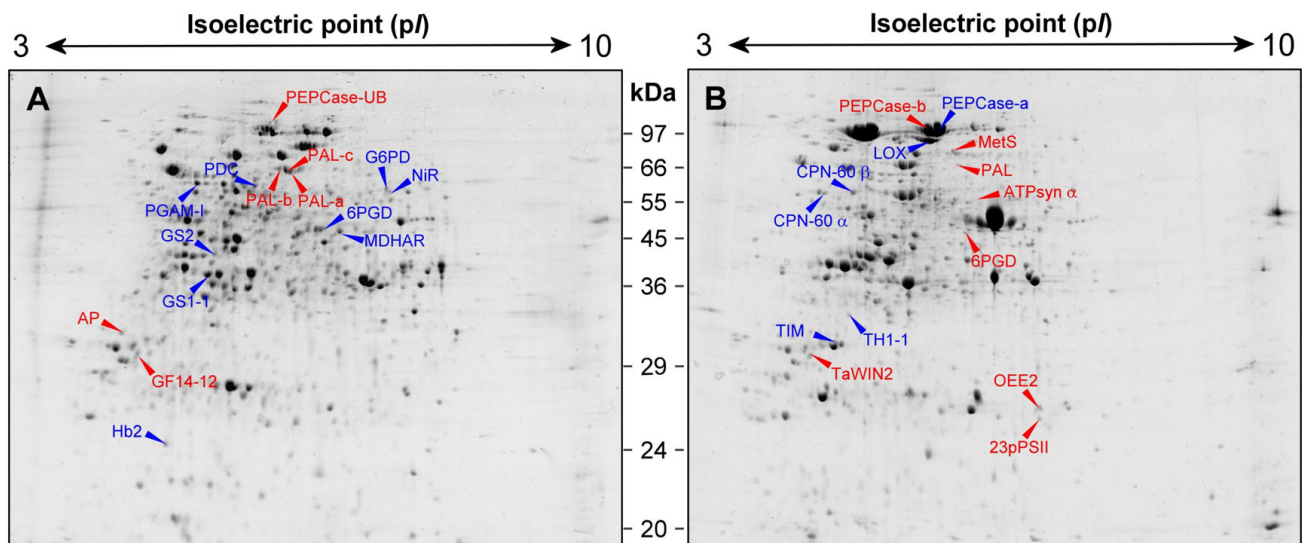 Isoelectric point (pI)
3
10
Isoelectric point (pI)
3
10
A
PEPCase-UB
PAL-c
PDC
G6PD
NiR
PAL-b
PAL-a
PGAM-I
6PGD
GS2
MDHAR
GS1-1
AP
GF14-12
Hb2
kDa
97
66
55
45
36
29
24
20
B
PEPCase-b
PEPCase-a
LOX
MetS
CPN-60 β
PAL
ATPsyn α
CPN-60 α
6PGD
TIM
TH1-1
TaWIN2
OEE2
23pPSII